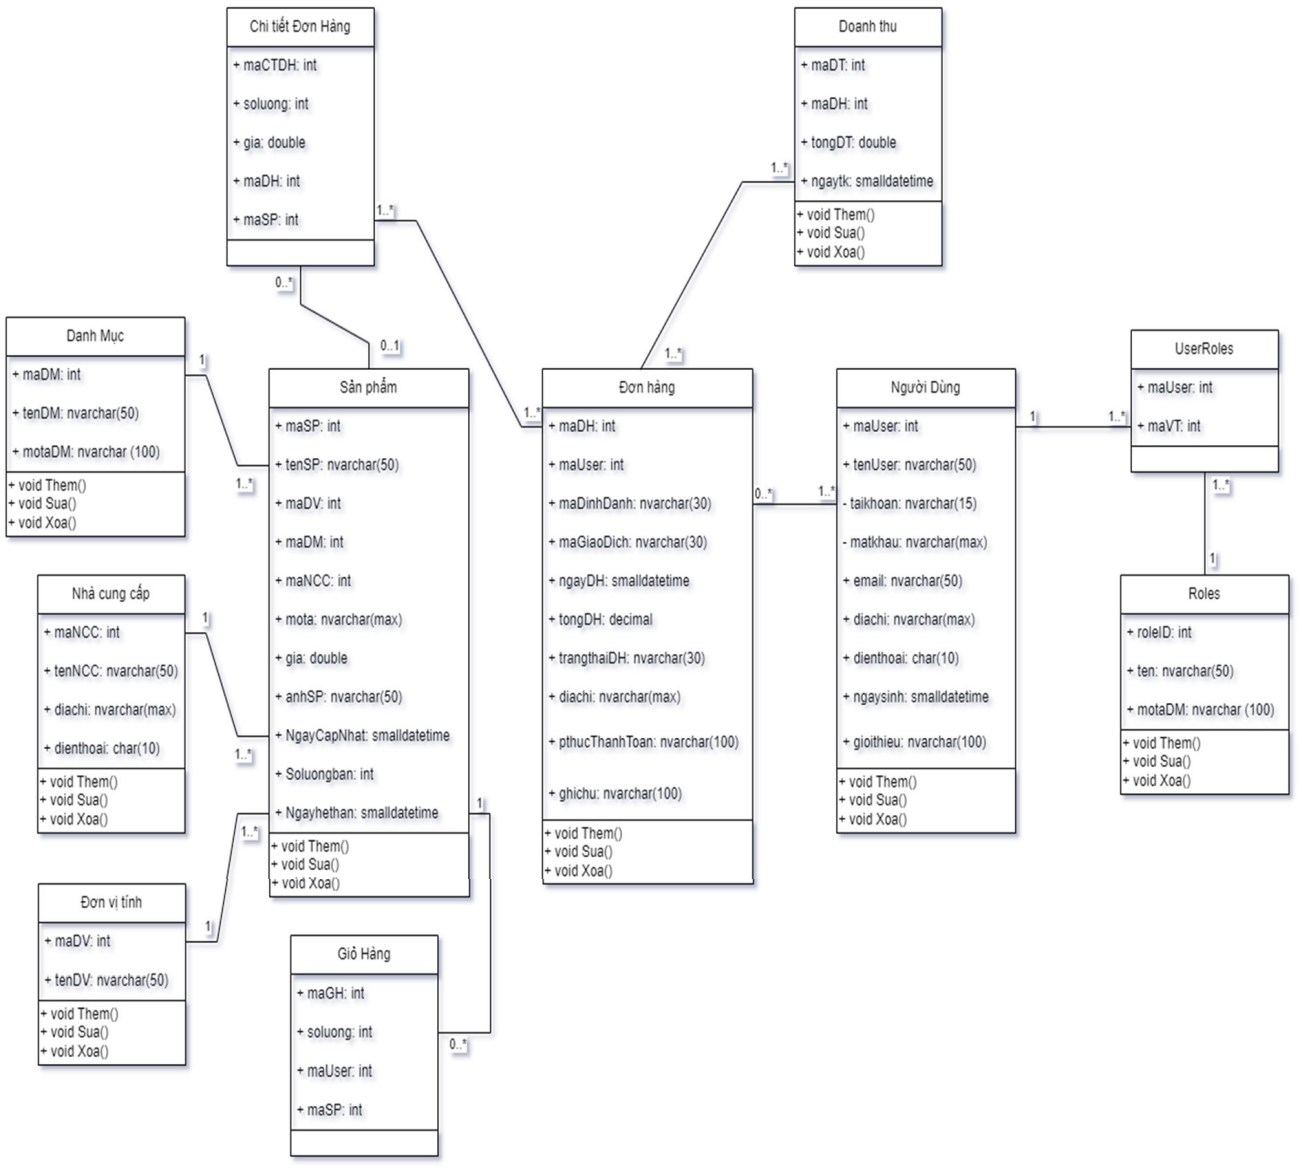 Chi tiết Đơn Hàng
+ maCTDH: int
+ soluong: int
+ gia: double
+ maDH: int
+ maSP: int
1..*
0..*
0..1
Doanh thu
+ maDT: int
+ maDH: int
+ tongDT: double
+ ngaytk: smalldatetime
+ void Them()
+ void Sua()
+ void Xoa()
1..*
1..*
Danh Mục
+ maDM: int
+ tenDM: nvarchar(50)
+ motaDM: nvarchar (100)
+ void Them()
+ void Sua()
+ void Xoa()
1
1..*
Sản phẩm
+ maSP: int
+ tenSP: nvarchar(50)
+ maDV: int
+ maDM: int
+ maNCC: int
+ mota: nvarchar(max)
+ gia: double
+ anhSP: nvarchar(50)
+ NgayCapNhat: smalldatetime
+ Soluongban: int
+ Ngayhethan: smalldatetime
+ void Them()
+ void Sua()
+ void Xoa()
1
1..*
Đơn hàng
+ maDH: int
+ maUser: int
+ maDinhDanh: nvarchar(30)
+ maGiaoDich: nvarchar(30)
+ ngayDH: smalldatetime
+ tongDH: decimal
+ trangthaiDH: nvarchar(30)
+ diachi: nvarchar(max)
+ pthucThanhToan: nvarchar(100)
+ ghichu: nvarchar(100)
+ void Them()
+ void Sua()
+ void Xoa()
0..*
1..*
Người Dùng
+ maUser: int
+ tenUser: nvarchar(50)
- taikhoan: nvarchar(15)
- matkhau: nvarchar(max)
+ email: nvarchar(50)
+ diachi: nvarchar(max)
+ dienthoai: char(10)
+ ngaysinh: smalldatetime
+ gioithieu: nvarchar(100)
+ void Them()
+ void Sua()
+ void Xoa()
1
1..*
UserRoles
+ maUser: int
+ maVT: int
1..*
1
Roles
+ roleID: int
+ ten: nvarchar(50)
+ motaDM: nvarchar (100)
+ void Them()
+ void Sua()
+ void Xoa()
Nhà cung cấp
+ maNCC: int
+ tenNCC: nvarchar(50)
+ diachi: nvarchar(max)
+ dienthoai: char(10)
+ void Them()
+ void Sua()
+ void Xoa()
1
1..*
Đơn vị tính
+ maDV: int
+ tenDV: nvarchar(50)
+ void Them()
+ void Sua()
+ void Xoa()
1
1..*
Giỏ Hàng
+ maGH: int
+ soluong: int
+ maUser: int
+ maSP: int
0..*